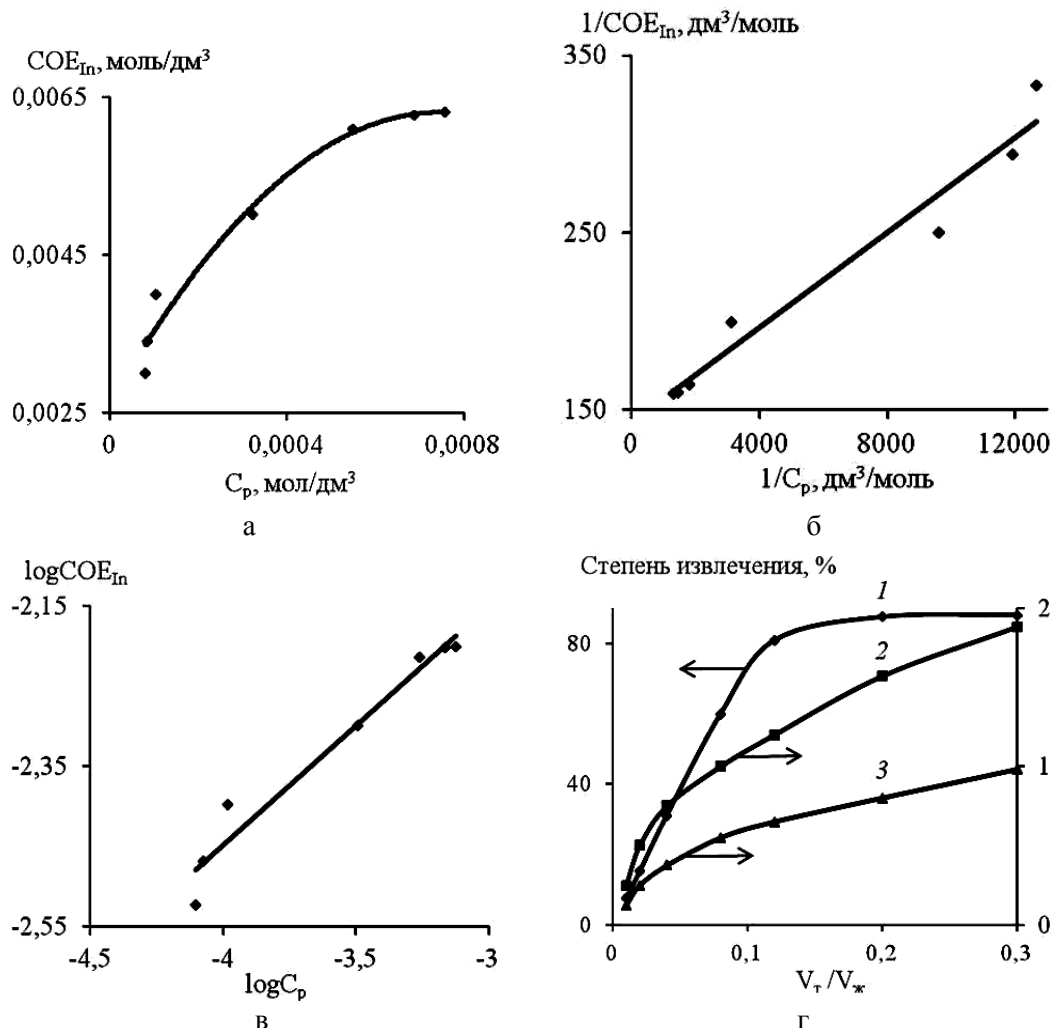 COE_In, моль/дм³
0,0065
0,0045
0,0025
0
0,0004
0,0008
C_р, мол/дм³
а
1/COE_In, дм³/моль
350
250
150
0
4000
8000
12000
1/C_р, дм³/моль
б
logCOE_In
-2,15
-2,35
-2,55
-4,5
-4
-3,5
-3
logC_р
в
Степень извлечения, %
80
40
0
1
2
3
2
1
0
0,1
0,2
0,3
V_т /V_ж
г